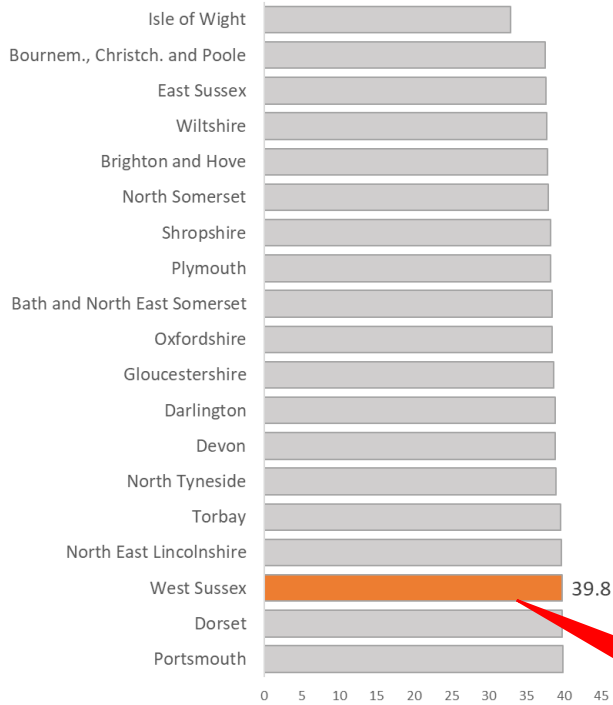 Isle of Wight
Bournem., Christch. and Poole
East Sussex
Wiltshire
Brighton and Hove
North Somerset
Shropshire
Plymouth
Bath and North East Somerset
Oxfordshire
Gloucestershire
Darlington
Devon
North Tyneside
Torbay
North East Lincolnshire
West Sussex 39.8
Dorset
Portsmouth
0 5 10 15 20 25 30 35 40 45